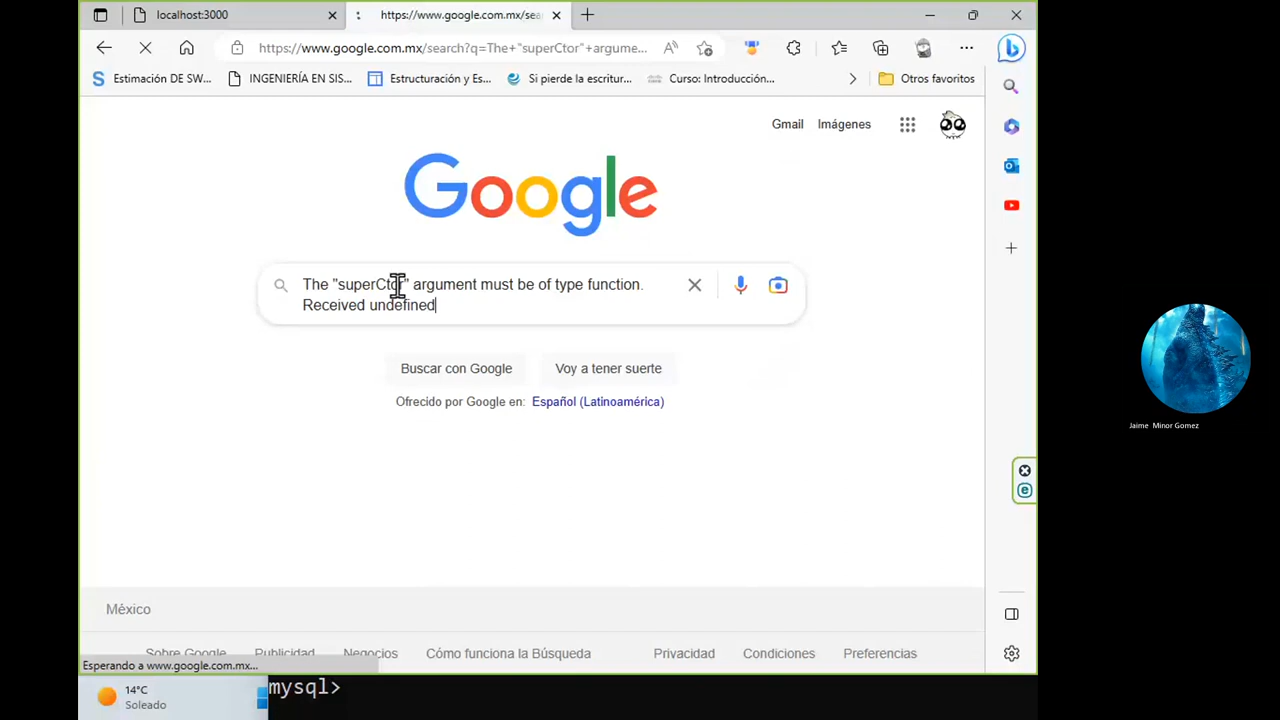 localhost:3000
https://www.google.com.mx/sea
https://www.google.com.mx/search?q=The+"superCtor"+argume...
Estimación DE SW...
INGENIERÍA EN SIS...
Estructuración y Es...
Si pierde la escritur...
Curso: Introducción...
Otros favoritos
Gmail
Imágenes
Google
The "superCtor" argument must be of type function.
Received undefined
Buscar con Google
Voy a tener suerte
Ofrecido por Google en: Español (Latinoamérica)
Jaime Minor Gomez
México
Sobre Google
Publicidad
Negocios
Cómo funciona la Búsqueda
Privacidad
Condiciones
Preferencias
Esperando a www.google.com.mx...
14°C
Soleado
mysql>